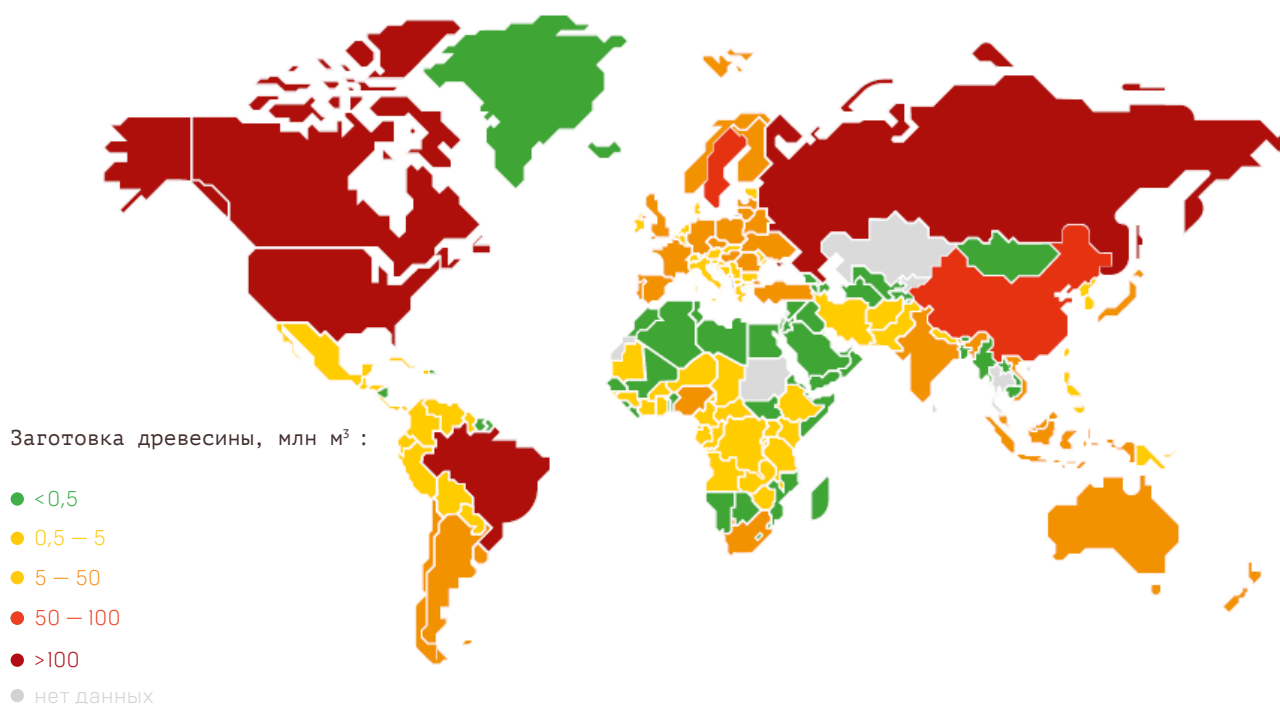 Заготовка древесины, млн м³ :
<0,5
0,5 — 5
5 — 50
50 — 100
>100
нет данных